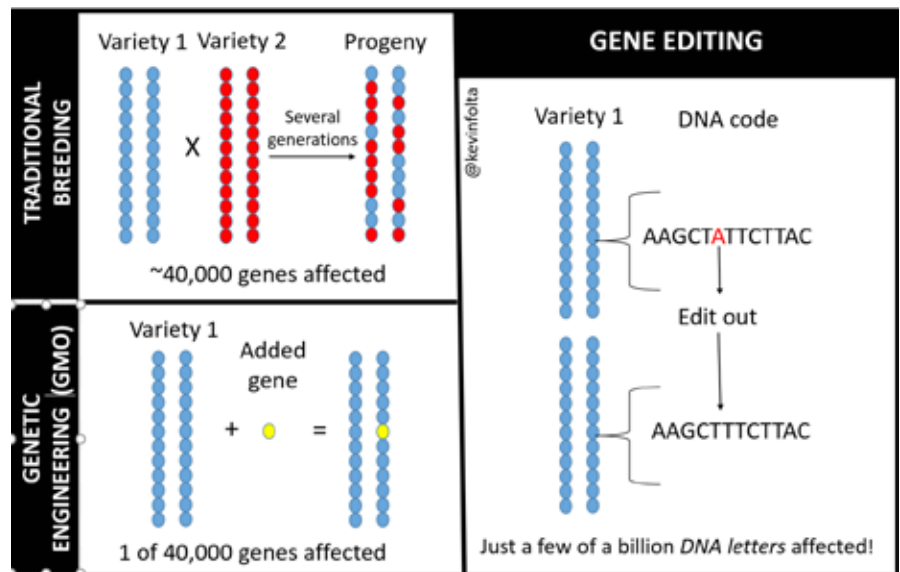 TRADITIONAL
BREEDING
Variety 1 Variety 2 Progeny
X
Several
generations
~40,000 genes affected
GENETIC
ENGINEERING (GMO)
Variety 1
Added
gene
+ =
1 of 40,000 genes affected
GENE EDITING
@kevinfolta
Variety 1 DNA code
AAGCTATTCTTAC
Edit out
AAGCTTTCTTAC
Just a few of a billion DNA letters affected!